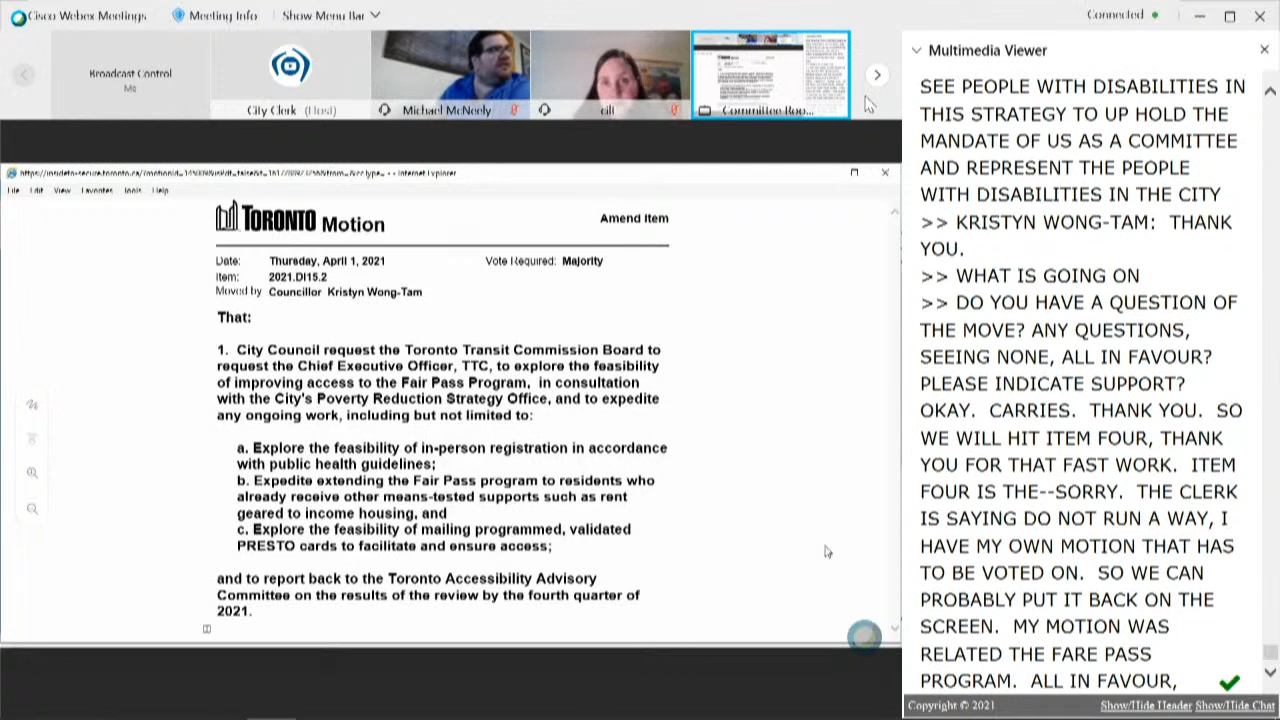 Cisco Webex Meetings
Meeting Info
Show Menu Bar
Connected
Broadcast Control
City Clerk (Host)
Michael McNeely
Committee Roo...
File Edit View Favorites Tools Help
TORONTO Motion
Amend Item
Date: Thursday, April 1, 2021
Vote Required: Majority
Item: 2021.DI15.2
Moved by Councillor Kristyn Wong-Tam
That:
1. City Council request the Toronto Transit Commission Board to
request the Chief Executive Officer, TTC, to explore the feasibility
of improving access to the Fair Pass Program, in consultation
with the City's Poverty Reduction Strategy Office, and to expedite
any ongoing work, including but not limited to:
a. Explore the feasibility of in-person registration in accordance
with public health guidelines;
b. Expedite extending the Fair Pass program to residents who
already receive other means-tested supports such as rent
geared to income housing, and
c. Explore the feasibility of mailing programmed, validated
PRESTO cards to facilitate and ensure access;
and to report back to the Toronto Accessibility Advisory
Committee on the results of the review by the fourth quarter of
2021.
Multimedia Viewer
SEE PEOPLE WITH DISABILITIES IN
THIS STRATEGY TO UP HOLD THE
MANDATE OF US AS A COMMITTEE
AND REPRESENT THE PEOPLE
WITH DISABILITIES IN THE CITY
>> KRISTYN WONG-TAM: THANK
YOU.
>> WHAT IS GOING ON
>> DO YOU HAVE A QUESTION OF
THE MOVE? ANY QUESTIONS,
SEEING NONE, ALL IN FAVOUR?
PLEASE INDICATE SUPPORT?
OKAY. CARRIES. THANK YOU. SO
WE WILL HIT ITEM FOUR, THANK
YOU FOR THAT FAST WORK. ITEM
FOUR IS THE--SORRY. THE CLERK
IS SAYING DO NOT RUN A WAY, I
HAVE MY OWN MOTION THAT HAS
TO BE VOTED ON. SO WE CAN
PROBABLY PUT IT BACK ON THE
SCREEN. MY MOTION WAS
RELATED THE FARE PASS
PROGRAM. ALL IN FAVOUR,
Copyright © 2021
Show/Hide Header Show/Hide Chat